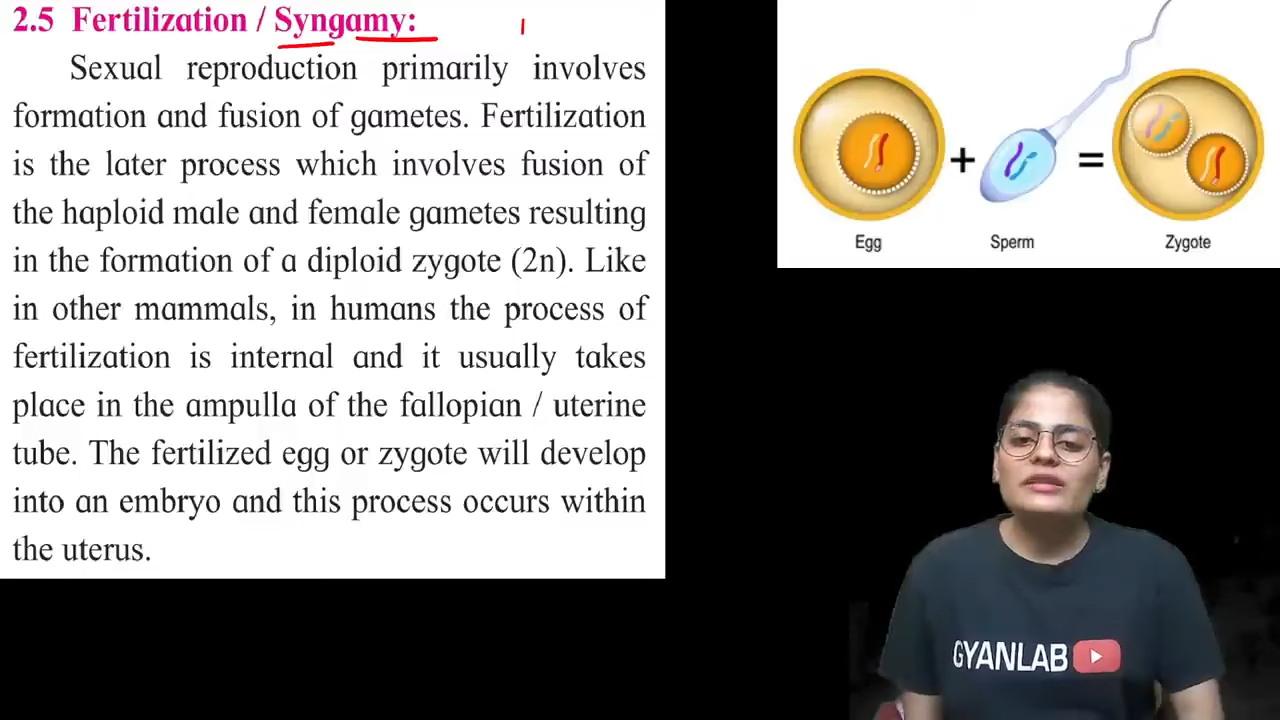 2.5 Fertilization / Syngamy:
Sexual reproduction primarily involves
formation and fusion of gametes. Fertilization
is the later process which involves fusion of
the haploid male and female gametes resulting
in the formation of a diploid zygote (2n). Like
in other mammals, in humans the process of
fertilization is internal and it usually takes
place in the ampulla of the fallopian / uterine
tube. The fertilized egg or zygote will develop
into an embryo and this process occurs within
the uterus.
+ =
Egg Sperm Zygote
GYANLAB